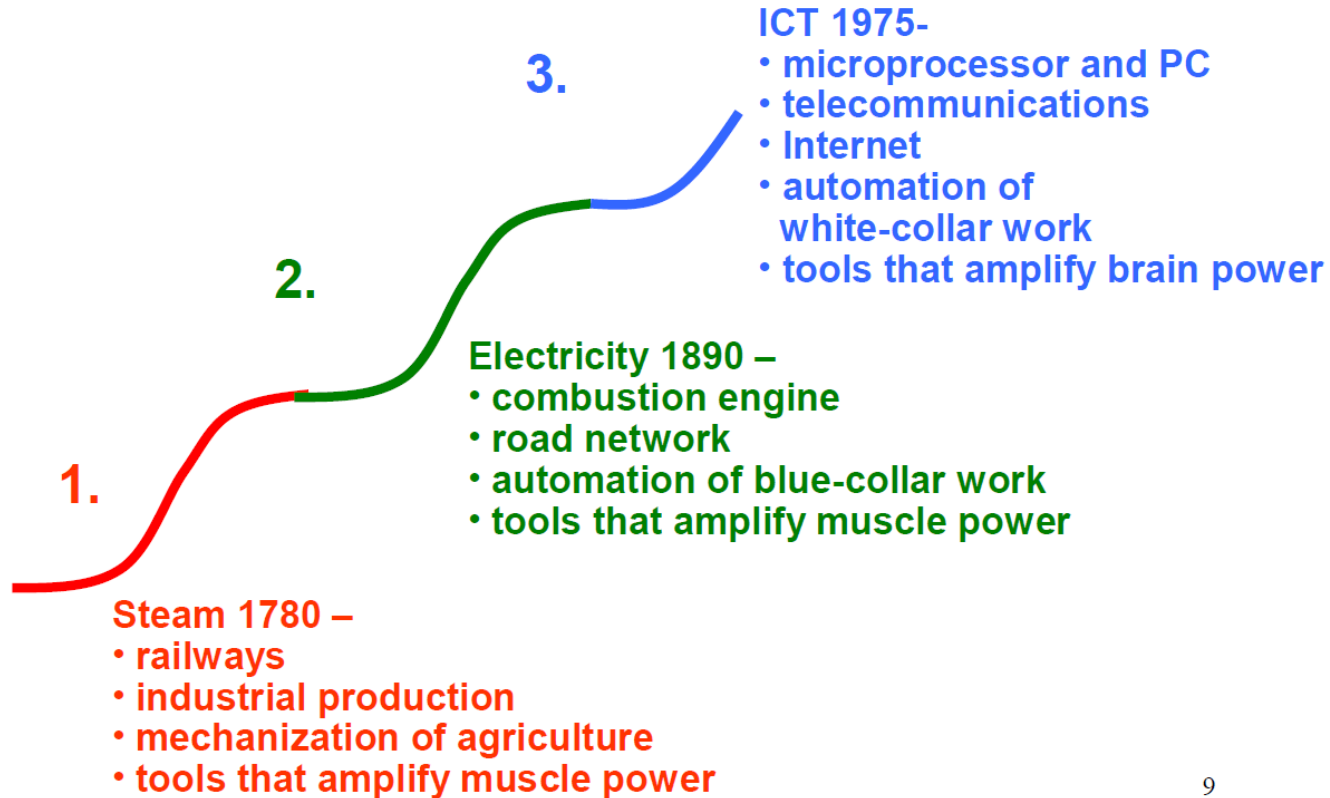 1.
Steam 1780 –
• railways
• industrial production
• mechanization of agriculture
• tools that amplify muscle power
2.
Electricity 1890 –
• combustion engine
• road network
• automation of blue-collar work
• tools that amplify muscle power
3.
ICT 1975-
• microprocessor and PC
• telecommunications
• Internet
• automation of
white-collar work
• tools that amplify brain power
9